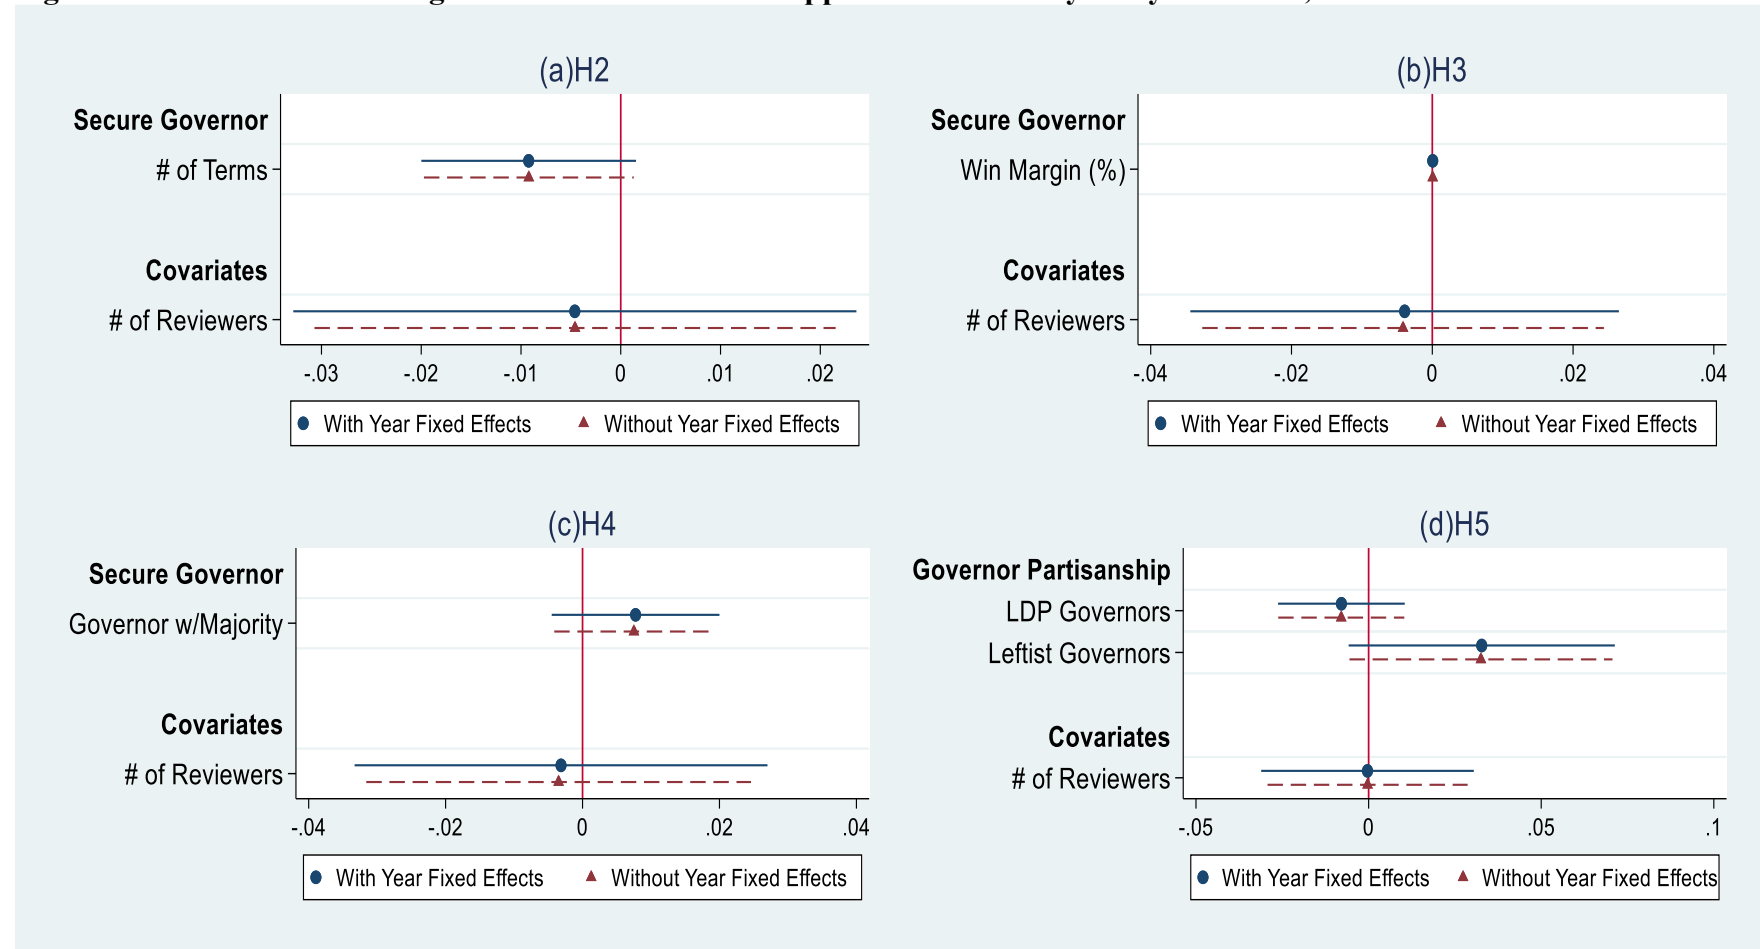 (a)H2
Secure Governor
# of Terms
Covariates
# of Reviewers
-.03 -.02 -.01 0 .01 .02
With Year Fixed Effects Without Year Fixed Effects
(b)H3
Secure Governor
Win Margin (%)
Covariates
# of Reviewers
-.04 -.02 0 .02 .04
With Year Fixed Effects Without Year Fixed Effects
(c)H4
Secure Governor
Governor w/Majority
Covariates
# of Reviewers
-.04 -.02 0 .02 .04
With Year Fixed Effects Without Year Fixed Effects
(d)H5
Governor Partisanship
LDP Governors
Leftist Governors
Covariates
# of Reviewers
-.05 0 .05 .1
With Year Fixed Effects Without Year Fixed Effects